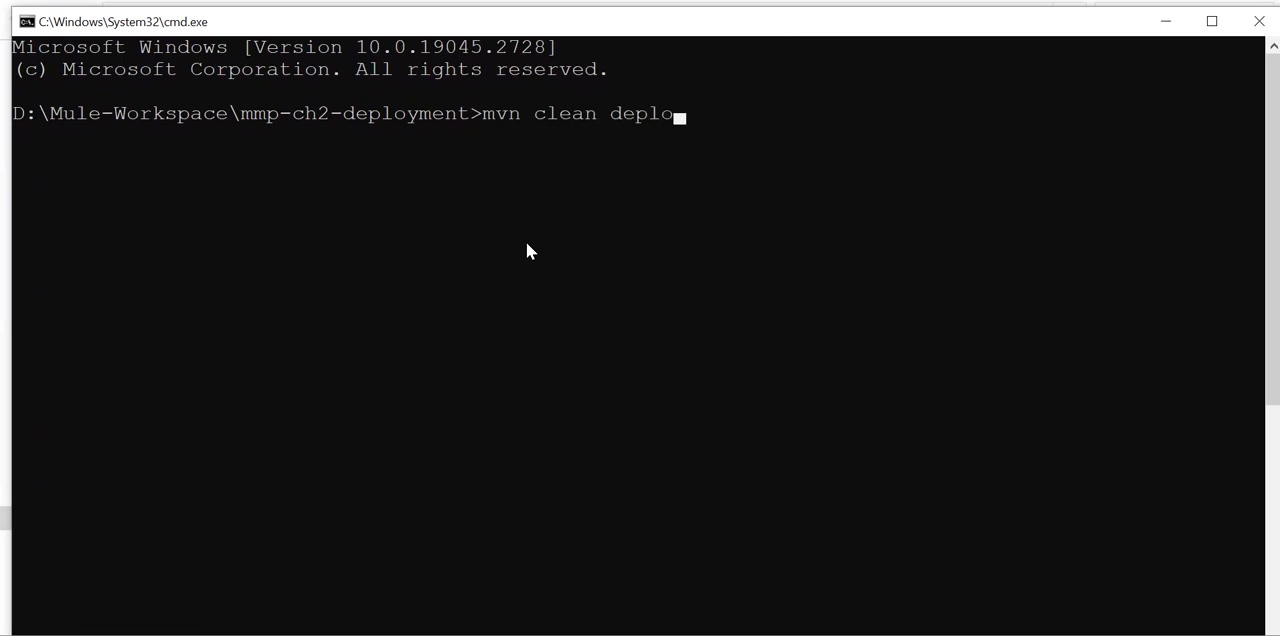 C:\Windows\System32\cmd.exe
Microsoft Windows [Version 10.0.19045.2728]
(c) Microsoft Corporation. All rights reserved.
D:\Mule-Workspace\mmp-ch2-deployment>mvn clean deplo